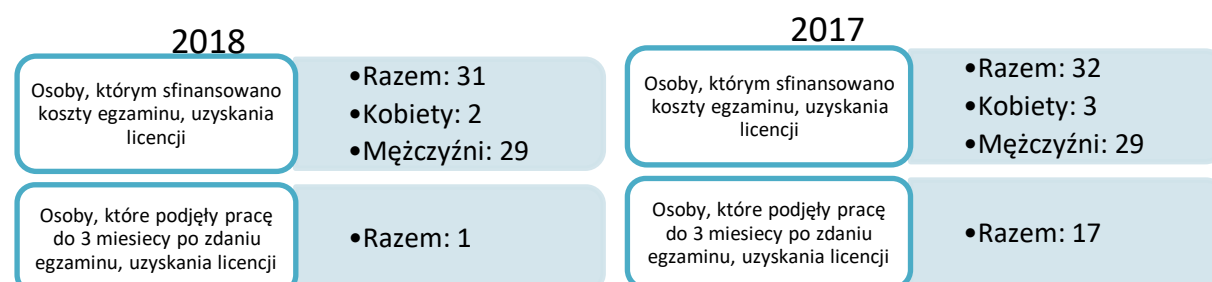 2018
Osoby, którym sfinansowano
koszty egzaminu, uzyskania
licencji
•Razem: 31
•Kobiety: 2
•Mężczyźni: 29
Osoby, które podjęły pracę
do 3 miesiecy po zdaniu
egzaminu, uzyskania licencji
•Razem: 1
2017
Osoby, którym sfinansowano
koszty egzaminu, uzyskania
licencji
•Razem: 32
•Kobiety: 3
•Mężczyźni: 29
Osoby, które podjęły pracę
do 3 miesiecy po zdaniu
egzaminu, uzyskania licencji
•Razem: 17